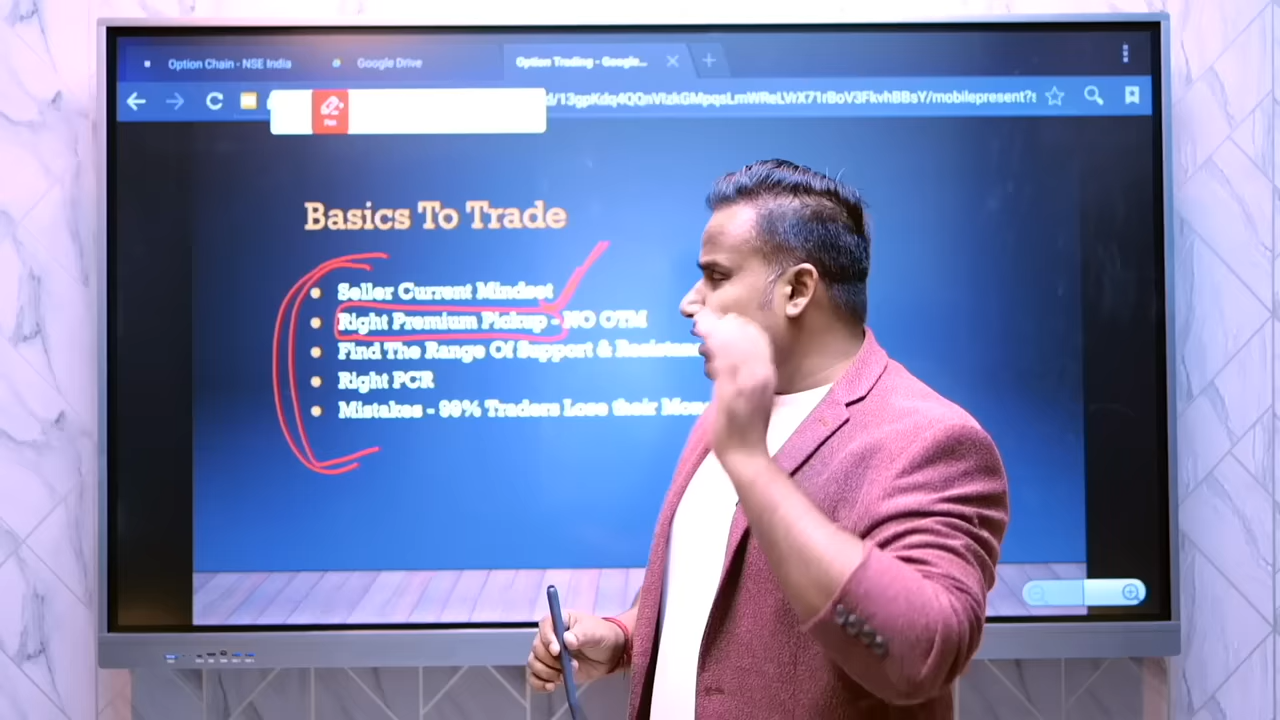 Option Chain - NSE India
Google Drive
Option Trading - Google...
Pen
Basics To Trade
Seller Current Mindset
Right Premium Pickup - NO OTM
Find The Range Of Support &
Right PCR
Mistakes - 99% Traders Lose their